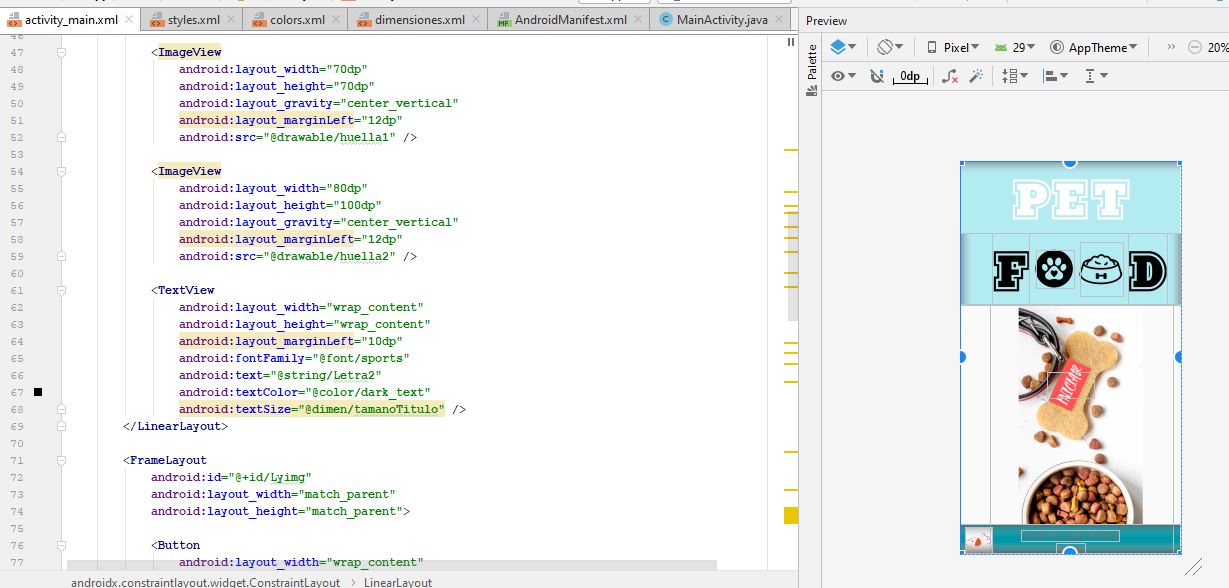 activity_main.xml styles.xml colors.xml dimensiones.xml AndroidManifest.xml MainActivity.java
Preview
Palette
Pixel 29 AppTheme 20%
0dp
47 <ImageView
48 android:layout_width="70dp"
49 android:layout_height="70dp"
50 android:layout_gravity="center_vertical"
51 android:layout_marginLeft="12dp"
52 android:src="@drawable/huella1" />
53
54 <ImageView
55 android:layout_width="80dp"
56 android:layout_height="100dp"
57 android:layout_gravity="center_vertical"
58 android:layout_marginLeft="12dp"
59 android:src="@drawable/huella2" />
60
61 <TextView
62 android:layout_width="wrap_content"
63 android:layout_height="wrap_content"
64 android:layout_marginLeft="10dp"
65 android:fontFamily="@font/sports"
66 android:text="@string/Letra2"
67 android:textColor="@color/dark_text"
68 android:textSize="@dimen/tamanoTitulo" />
69 </LinearLayout>
70
71 <FrameLayout
72 android:id="@+id/Lyimg"
73 android:layout_width="match_parent"
74 android:layout_height="match_parent">
75
76 <Button
77 android:layout_width="wrap_content"
androidx.constraintlayout.widget.ConstraintLayout > LinearLayout
PET
F D
INICIAR